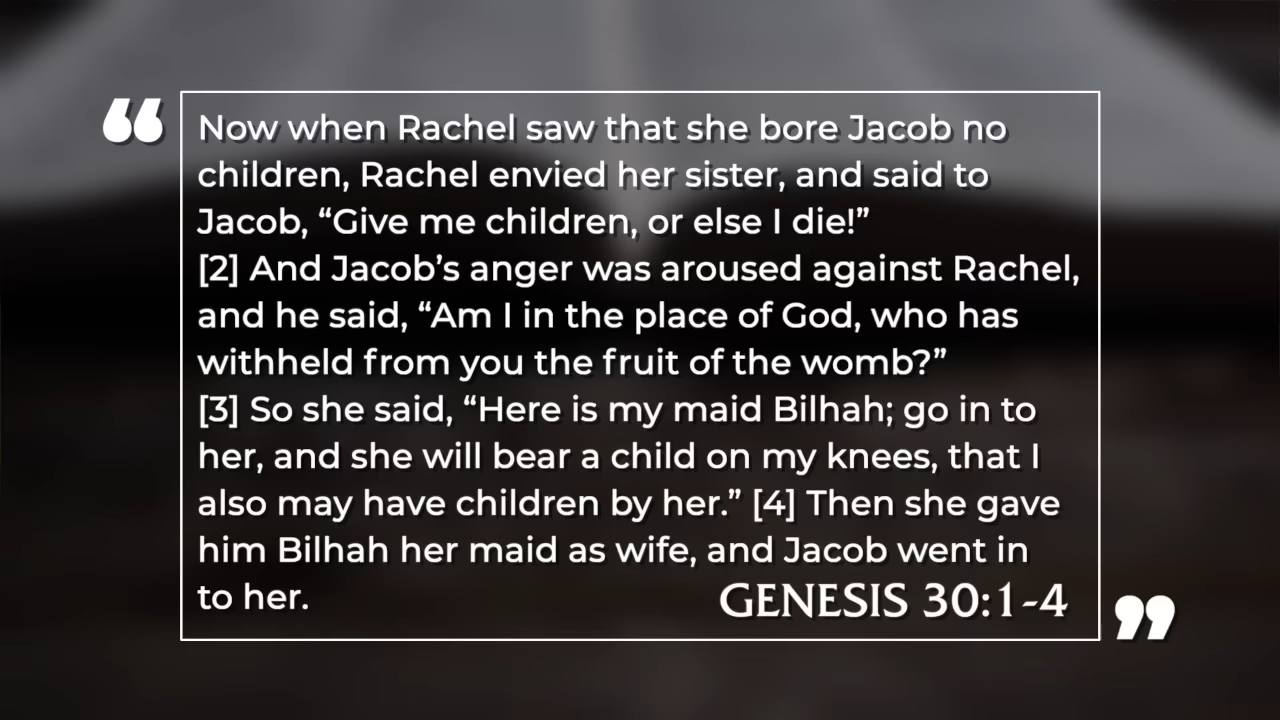 “
Now when Rachel saw that she bore Jacob no
children, Rachel envied her sister, and said to
Jacob, “Give me children, or else I die!”
[2] And Jacob’s anger was aroused against Rachel,
and he said, “Am I in the place of God, who has
withheld from you the fruit of the womb?”
[3] So she said, “Here is my maid Bilhah; go in to
her, and she will bear a child on my knees, that I
also may have children by her.” [4] Then she gave
him Bilhah her maid as wife, and Jacob went in
to her.
GENESIS 30:1-4
”